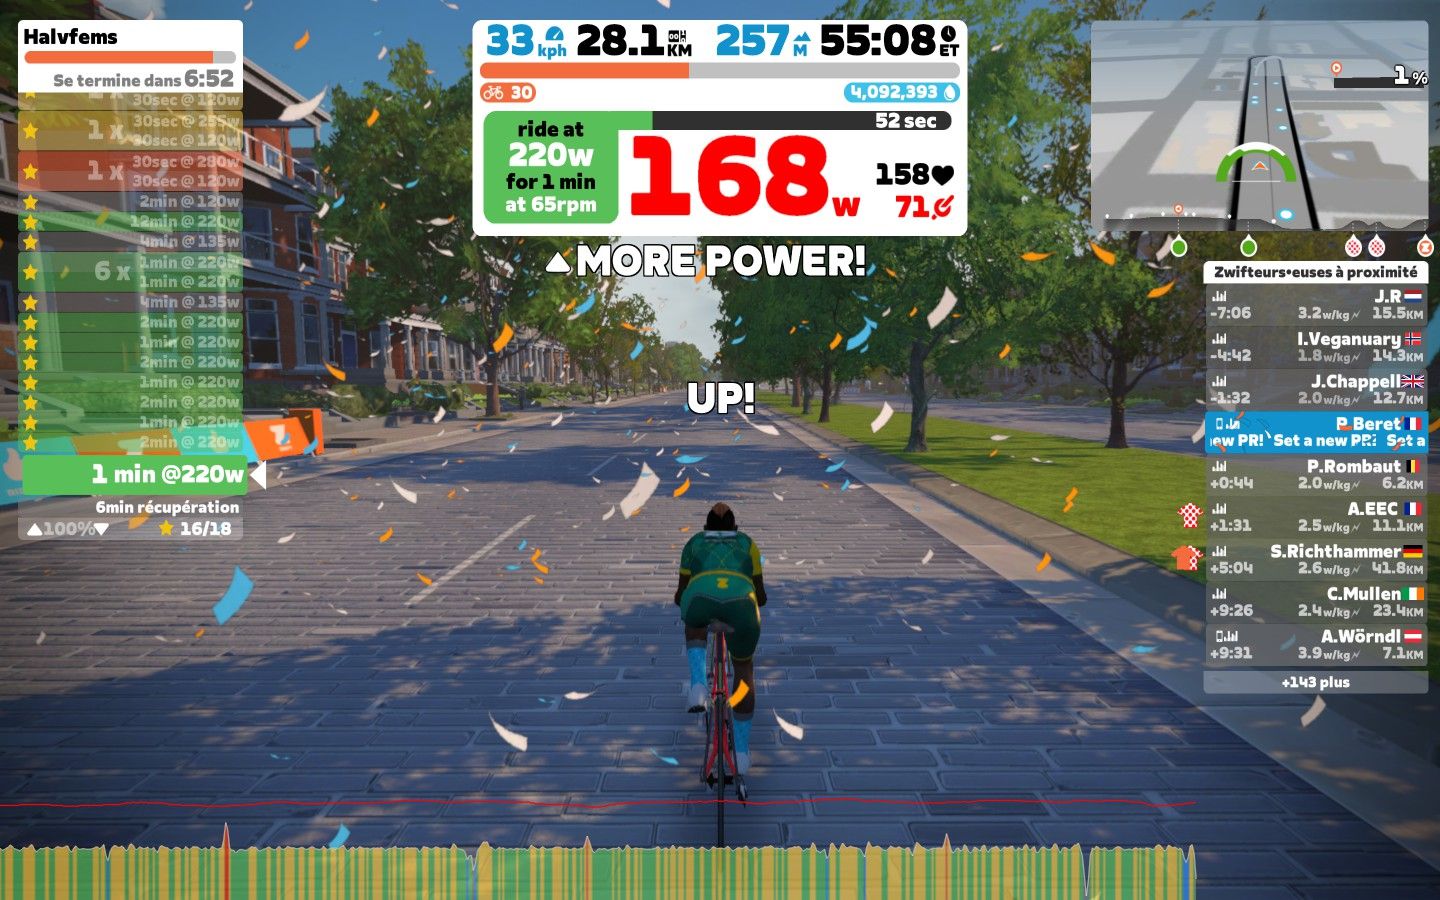 Halvfems
Se termine dans 6:52
30sec @ 120w
1 x 30sec @ 255w
30sec @ 120w
1 x 30sec @ 280w
30sec @ 120w
2min @ 120w
12min @ 220w
4min @ 135w
6 x 1min @ 220w
1min @ 220w
4min @ 135w
2min @ 220w
1min @ 220w
2min @ 220w
1min @ 220w
2min @ 220w
1min @ 220w
2min @ 220w
1 min @220w
6min récupération
100% 16/18
33 kph 28.1 KM 257 M 55:08 ET
30 4,092,393
ride at
220w
for 1 min
at 65rpm
52 sec
168w
158
71
MORE POWER!
UP!
1%
Zwifteurs•euses à proximité
J.R
-7:06 3.2w/kg 15.5KM
I.Veganuary
-4:42 1.8w/kg 14.3KM
J.Chappell
-1:32 2.0w/kg 12.7KM
P.Beret
ew PR! Set a new PR! Set a
P.Rombaut
+0:44 2.0w/kg 6.2KM
A.EEC
+1:31 2.5w/kg 11.1KM
S.Richthammer
+5:04 2.6w/kg 41.8KM
C.Mullen
+9:26 2.4w/kg 23.4KM
A.Wörndl
+9:31 3.9w/kg 7.1KM
+143 plus